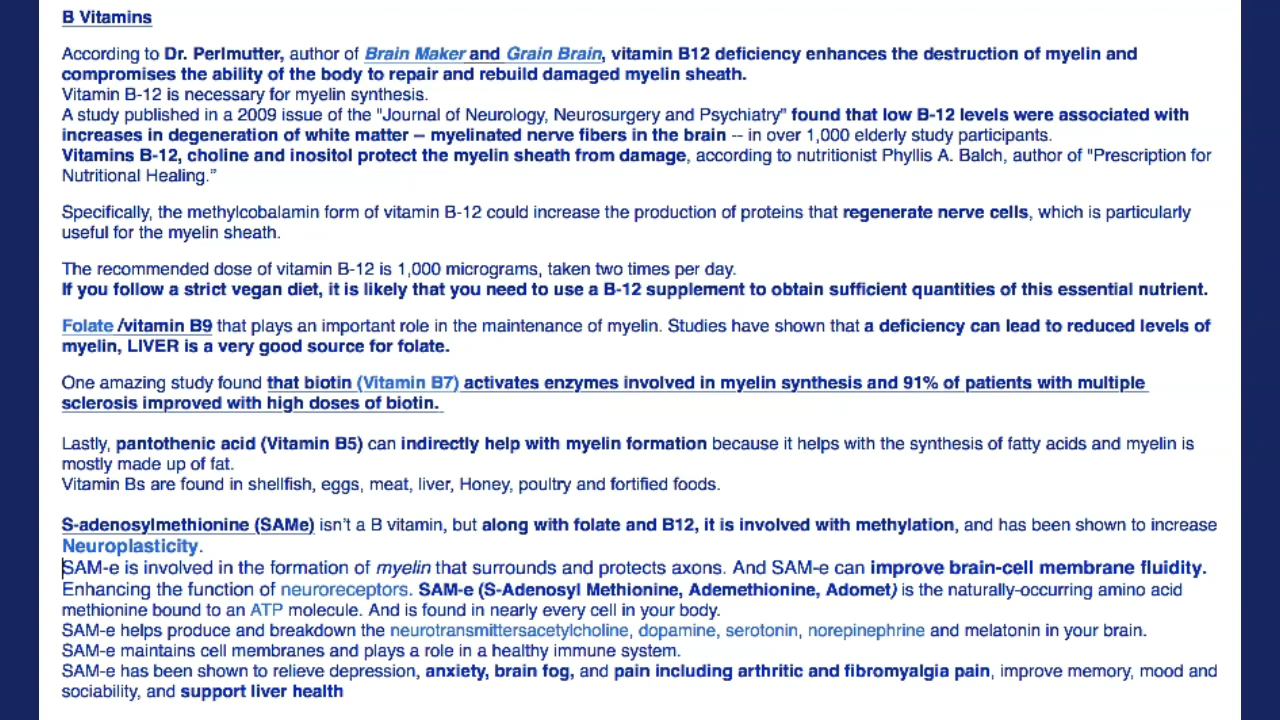 B Vitamins
According to Dr. Perlmutter, author of Brain Maker and Grain Brain, vitamin B12 deficiency enhances the destruction of myelin and
compromises the ability of the body to repair and rebuild damaged myelin sheath.
Vitamin B-12 is necessary for myelin synthesis.
A study published in a 2009 issue of the "Journal of Neurology, Neurosurgery and Psychiatry" found that low B-12 levels were associated with
increases in degeneration of white matter – myelinated nerve fibers in the brain -- in over 1,000 elderly study participants.
Vitamins B-12, choline and inositol protect the myelin sheath from damage, according to nutritionist Phyllis A. Balch, author of "Prescription for
Nutritional Healing.”
Specifically, the methylcobalamin form of vitamin B-12 could increase the production of proteins that regenerate nerve cells, which is particularly
useful for the myelin sheath.
The recommended dose of vitamin B-12 is 1,000 micrograms, taken two times per day.
If you follow a strict vegan diet, it is likely that you need to use a B-12 supplement to obtain sufficient quantities of this essential nutrient.
Folate /vitamin B9 that plays an important role in the maintenance of myelin. Studies have shown that a deficiency can lead to reduced levels of
myelin, LIVER is a very good source for folate.
One amazing study found that biotin (Vitamin B7) activates enzymes involved in myelin synthesis and 91% of patients with multiple
sclerosis improved with high doses of biotin.
Lastly, pantothenic acid (Vitamin B5) can indirectly help with myelin formation because it helps with the synthesis of fatty acids and myelin is
mostly made up of fat.
Vitamin Bs are found in shellfish, eggs, meat, liver, Honey, poultry and fortified foods.
S-adenosylmethionine (SAMe) isn’t a B vitamin, but along with folate and B12, it is involved with methylation, and has been shown to increase
Neuroplasticity.
SAM-e is involved in the formation of myelin that surrounds and protects axons. And SAM-e can improve brain-cell membrane fluidity.
Enhancing the function of neuroreceptors. SAM-e (S-Adenosyl Methionine, Ademethionine, Adomet) is the naturally-occurring amino acid
methionine bound to an ATP molecule. And is found in nearly every cell in your body.
SAM-e helps produce and breakdown the neurotransmittersacetylcholine, dopamine, serotonin, norepinephrine and melatonin in your brain.
SAM-e maintains cell membranes and plays a role in a healthy immune system.
SAM-e has been shown to relieve depression, anxiety, brain fog, and pain including arthritic and fibromyalgia pain, improve memory, mood and
sociability, and support liver health